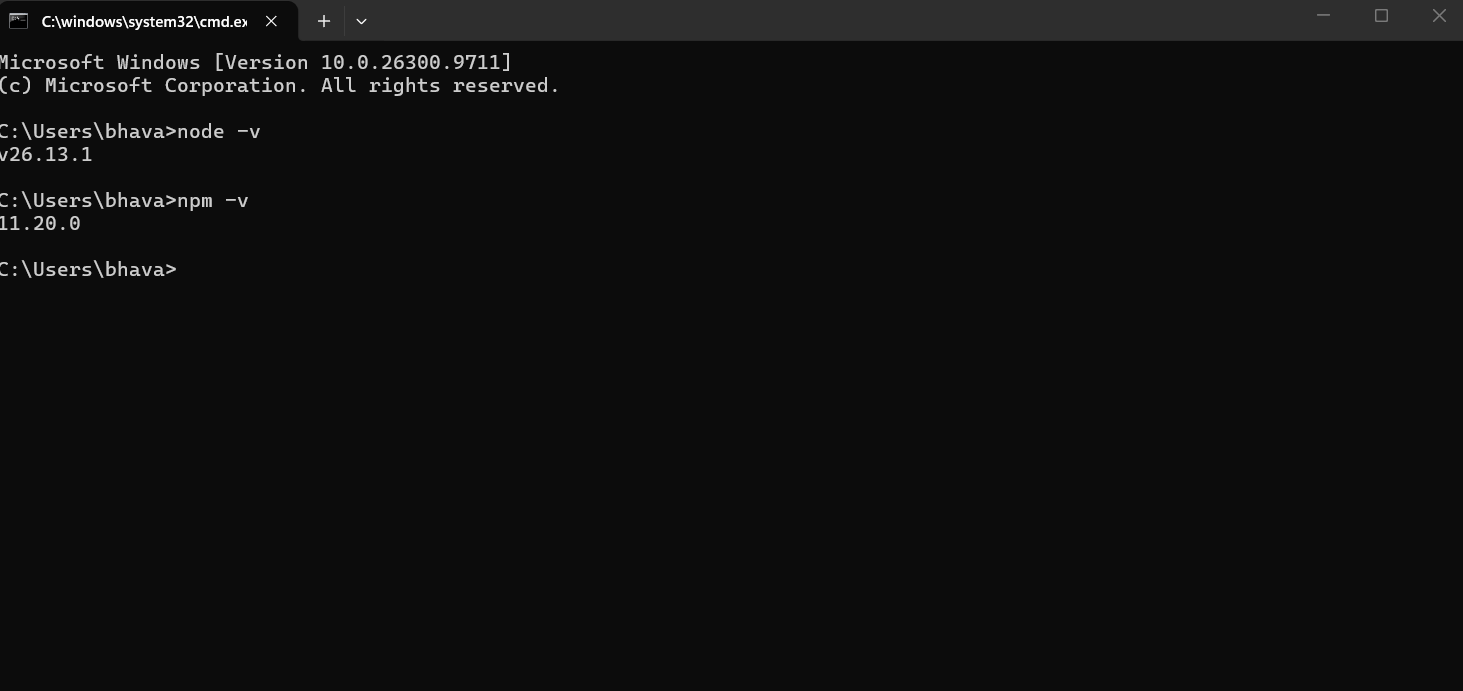 C:\windows\system32\cmd.ex
Microsoft Windows [Version 10.0.26300.9711]
(c) Microsoft Corporation. All rights reserved.
C:\Users\bhava>node -v
v26.13.1
C:\Users\bhava>npm -v
11.20.0
C:\Users\bhava>